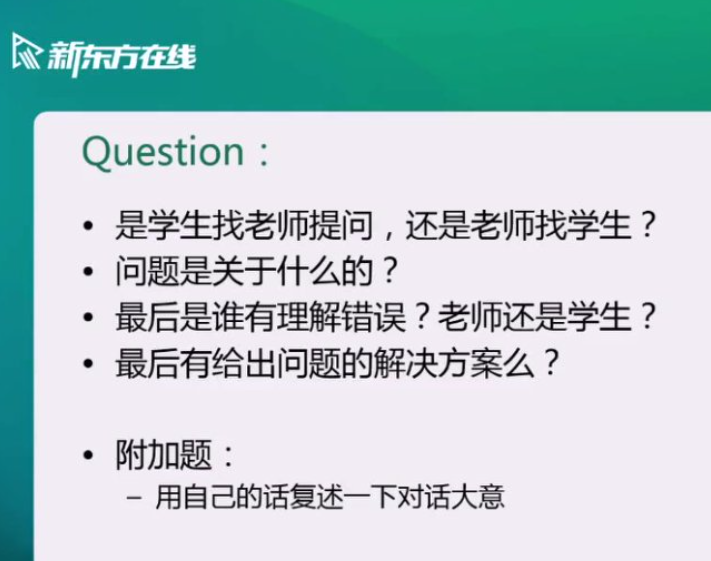 新东方在线
Question：
• 是学生找老师提问，还是老师找学生？
• 问题是关于什么的？
• 最后是谁有理解错误？老师还是学生？
• 最后有给出问题的解决方案么？
• 附加题：
– 用自己的话复述一下对话大意